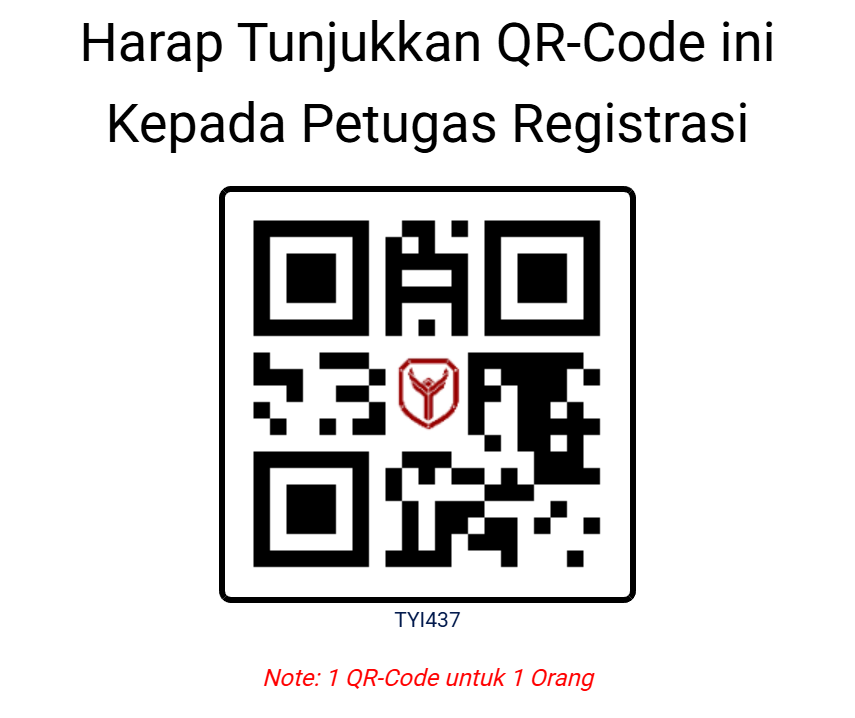 Harap Tunjukkan QR-Code ini
Kepada Petugas Registrasi
TYI437
Note: 1 QR-Code untuk 1 Orang